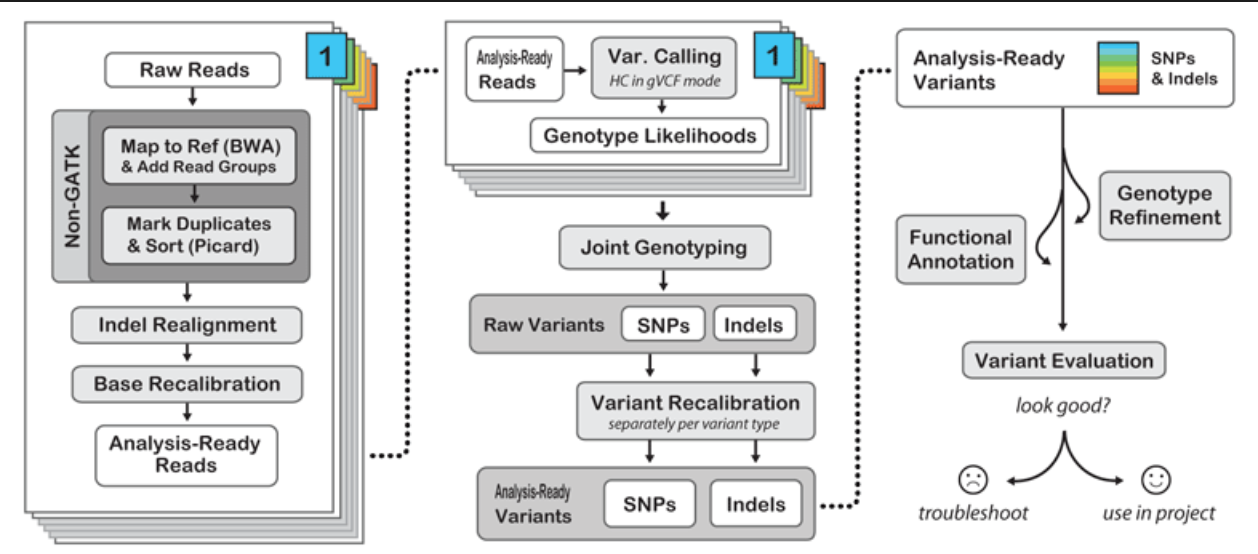 1
Raw Reads
Non-GATK
Map to Ref (BWA)
& Add Read Groups
Mark Duplicates
& Sort (Picard)
Indel Realignment
Base Recalibration
Analysis-Ready
Reads
1
Analysis-Ready
Reads
Var. Calling
HC in gVCF mode
Genotype Likelihoods
Joint Genotyping
Raw Variants
SNPs
Indels
Variant Recalibration
separately per variant type
Analysis-Ready
Variants
SNPs
Indels
Analysis-Ready
Variants
SNPs
& Indels
Genotype
Refinement
Functional
Annotation
Variant Evaluation
look good?
troubleshoot
use in project